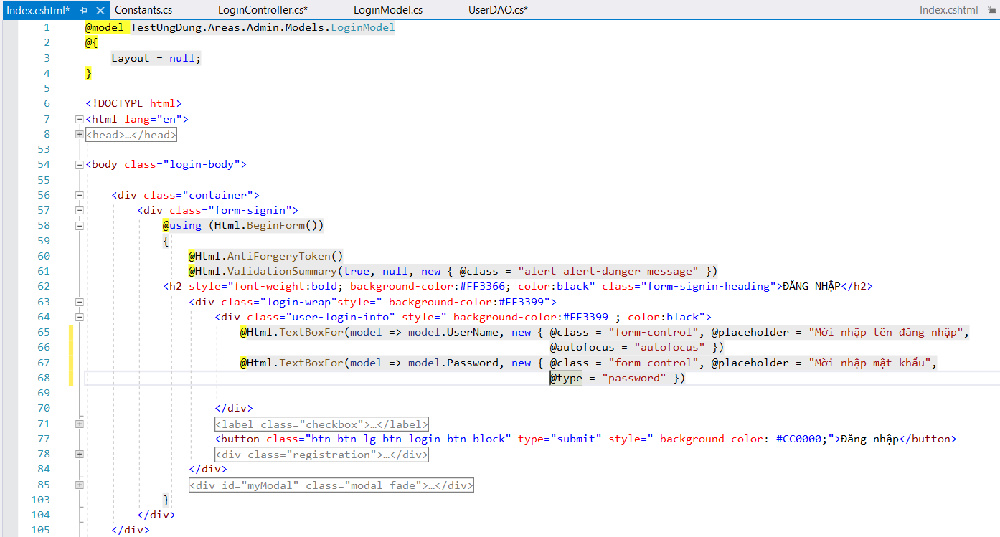 Index.cshtml* Constants.cs LoginController.cs* LoginModel.cs UserDAO.cs* Index.cshtml
1 @model TestUngDung.Areas.Admin.Models.LoginModel
2 @{
3 Layout = null;
4 }
5
6 <!DOCTYPE html>
7 <html lang="en">
8 <head>…</head>
53
54 <body class="login-body">
55
56 <div class="container">
57 <div class="form-signin">
58 @using (Html.BeginForm())
59 {
60 @Html.AntiForgeryToken()
61 @Html.ValidationSummary(true, null, new { @class = "alert alert-danger message" })
62 <h2 style="font-weight:bold; background-color:#FF3366; color:black" class="form-signin-heading">ĐĂNG NHẬP</h2>
63 <div class="login-wrap"style=" background-color:#FF3399">
64 <div class="user-login-info" style=" background-color:#FF3399 ; color:black">
65 @Html.TextBoxFor(model => model.UserName, new { @class = "form-control", @placeholder = "Mời nhập tên đăng nhập",
66 @autofocus = "autofocus" })
67 @Html.TextBoxFor(model => model.Password, new { @class = "form-control", @placeholder = "Mời nhập mật khẩu",
68 @type = "password" })
69
70 </div>
71 <label class="checkbox">…</label>
77 <button class="btn btn-lg btn-login btn-block" type="submit" style=" background-color: #CC0000;">Đăng nhập</button>
78 <div class="registration">…</div>
84 </div>
85 <div id="myModal" class="modal fade">…</div>
103 }
104 </div>
105 </div>